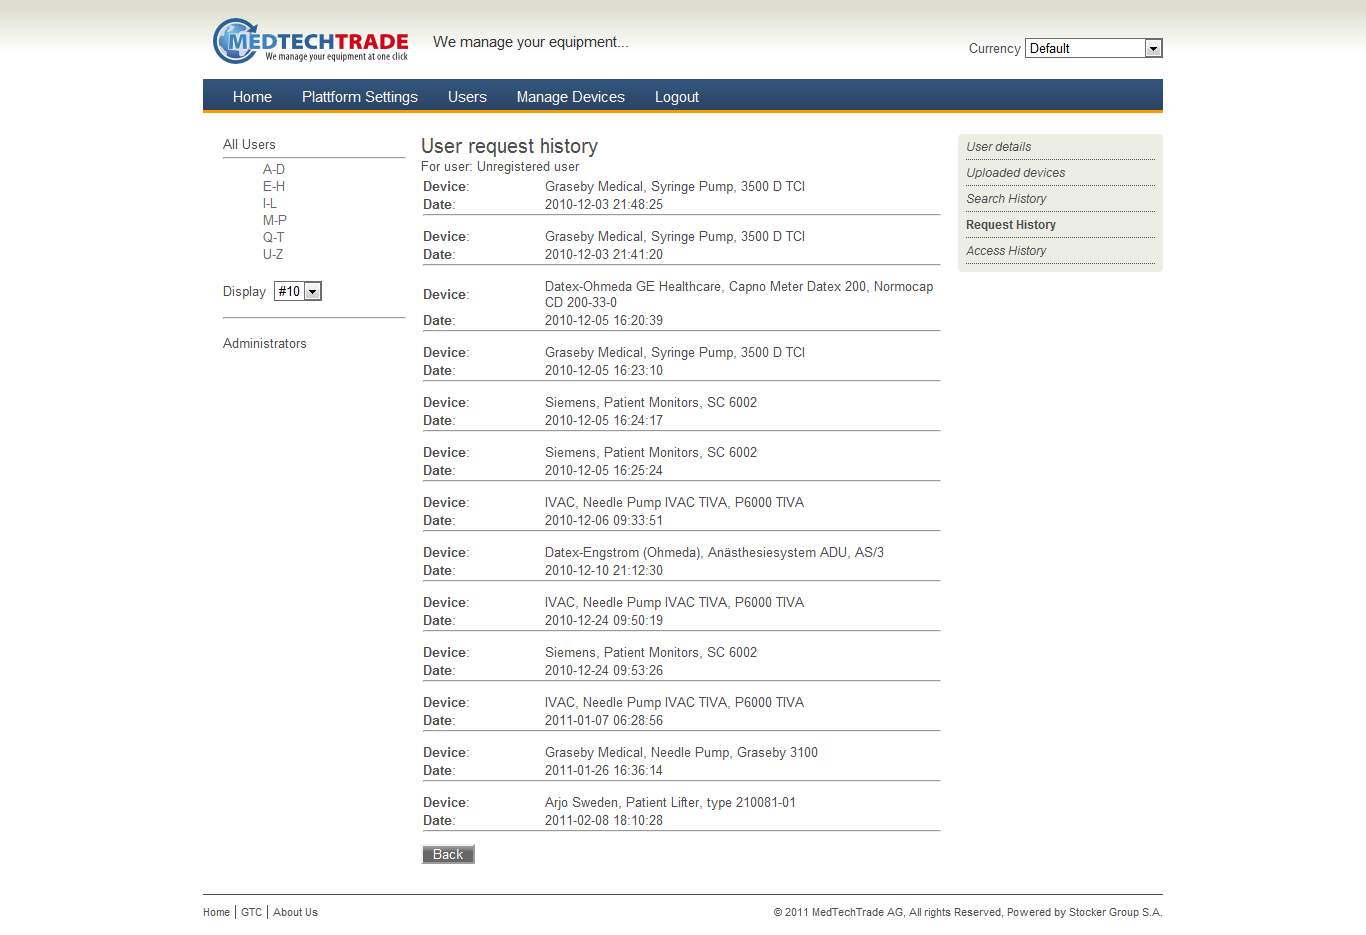 MEDTECHTRADE
We manage your equipment at one click
We manage your equipment...
Currency Default
Home Plattform Settings Users Manage Devices Logout
All Users
A-D
E-H
I-L
M-P
Q-T
U-Z
Display #10
Administrators
User request history
For user: Unregistered user
Device: Graseby Medical, Syringe Pump, 3500 D TCI
Date: 2010-12-03 21:48:25
Device: Graseby Medical, Syringe Pump, 3500 D TCI
Date: 2010-12-03 21:41:20
Device: Datex-Ohmeda GE Healthcare, Capno Meter Datex 200, Normocap
CD 200-33-0
Date: 2010-12-05 16:20:39
Device: Graseby Medical, Syringe Pump, 3500 D TCI
Date: 2010-12-05 16:23:10
Device: Siemens, Patient Monitors, SC 6002
Date: 2010-12-05 16:24:17
Device: Siemens, Patient Monitors, SC 6002
Date: 2010-12-05 16:25:24
Device: IVAC, Needle Pump IVAC TIVA, P6000 TIVA
Date: 2010-12-06 09:33:51
Device: Datex-Engstrom (Ohmeda), Anästhesiesystem ADU, AS/3
Date: 2010-12-10 21:12:30
Device: IVAC, Needle Pump IVAC TIVA, P6000 TIVA
Date: 2010-12-24 09:50:19
Device: Siemens, Patient Monitors, SC 6002
Date: 2010-12-24 09:53:26
Device: IVAC, Needle Pump IVAC TIVA, P6000 TIVA
Date: 2011-01-07 06:28:56
Device: Graseby Medical, Needle Pump, Graseby 3100
Date: 2011-01-26 16:36:14
Device: Arjo Sweden, Patient Lifter, type 210081-01
Date: 2011-02-08 18:10:28
Back
User details
Uploaded devices
Search History
Request History
Access History
Home | GTC | About Us
© 2011 MedTechTrade AG, All rights Reserved, Powered by Stocker Group S.A.